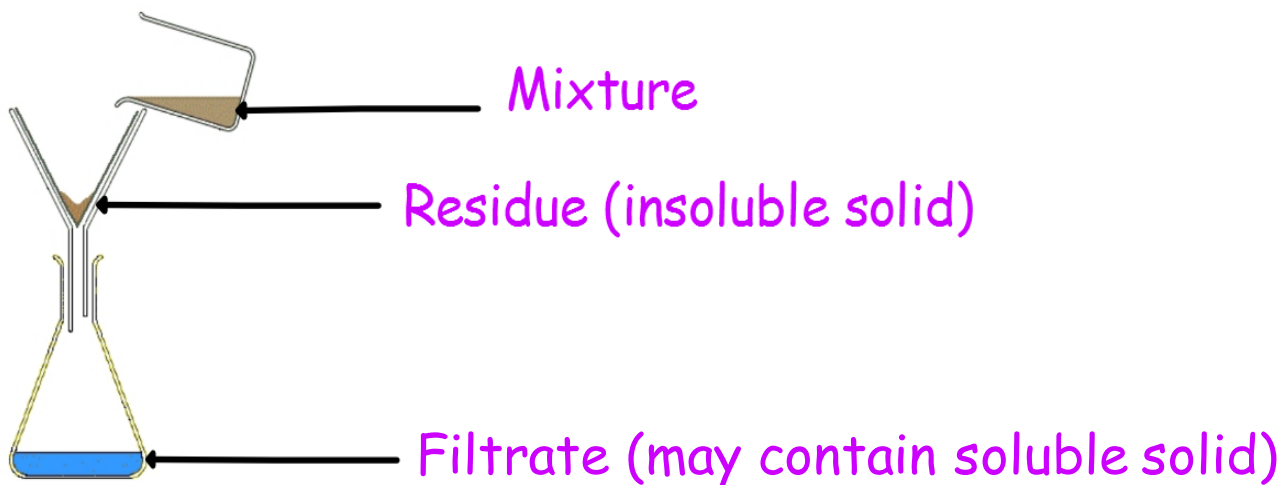 Mixture
Residue (insoluble solid)
Filtrate (may contain soluble solid)